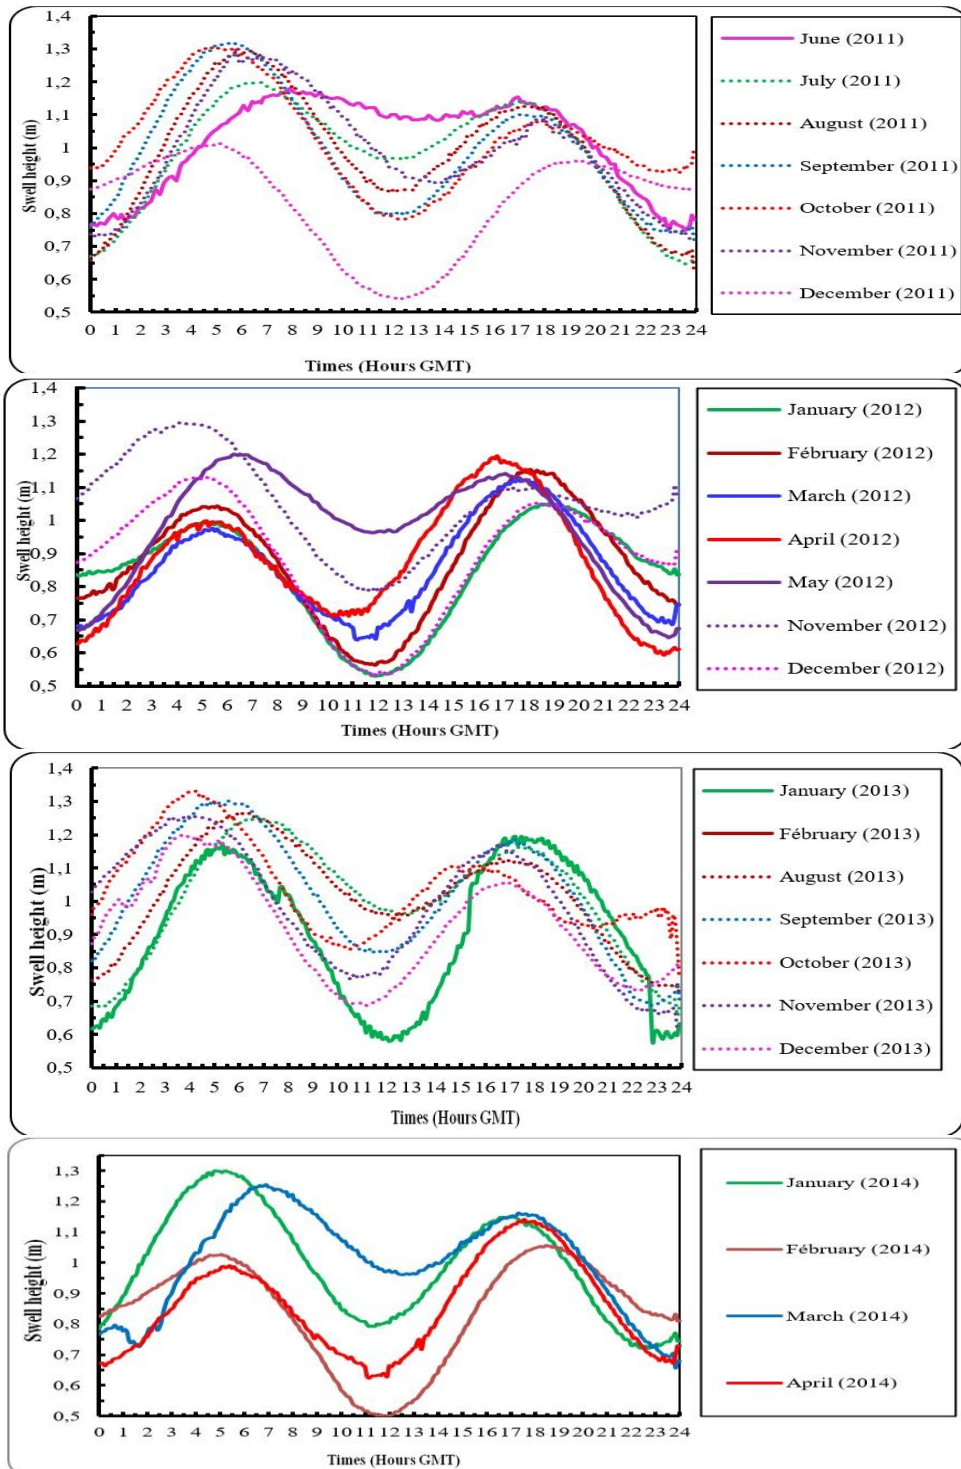 1,4
1,3
1,2
1,1
1
0,9
0,8
0,7
0,6
0,5
Swell height (m)
0 1 2 3 4 5 6 7 8 9 10 11 12 13 14 15 16 17 18 19 20 21 22 23 24
Times (Hours GMT)
June (2011)
July (2011)
August (2011)
September (2011)
October (2011)
November (2011)
December (2011)
1,4
1,3
1,2
1,1
1
0,9
0,8
0,7
0,6
0,5
Swell height (m)
0 1 2 3 4 5 6 7 8 9 10 11 12 13 14 15 16 17 18 19 20 21 22 23 24
Times (Hours GMT)
January (2012)
Fébruary (2012)
March (2012)
April (2012)
May (2012)
November (2012)
December (2012)
1,4
1,3
1,2
1,1
1
0,9
0,8
0,7
0,6
0,5
Swell height (m)
0 1 2 3 4 5 6 7 8 9 10 11 12 13 14 15 16 17 18 19 20 21 22 23 24
Times (Hours GMT)
January (2013)
Fébruary (2013)
August (2013)
September (2013)
October (2013)
November (2013)
December (2013)
1,3
1,2
1,1
1
0,9
0,8
0,7
0,6
0,5
Swell height (m)
0 1 2 3 4 5 6 7 8 9 10 11 12 13 14 15 16 17 18 19 20 21 22 23 24
Times (Hours GMT)
January (2014)
Fébruary (2014)
March (2014)
April (2014)